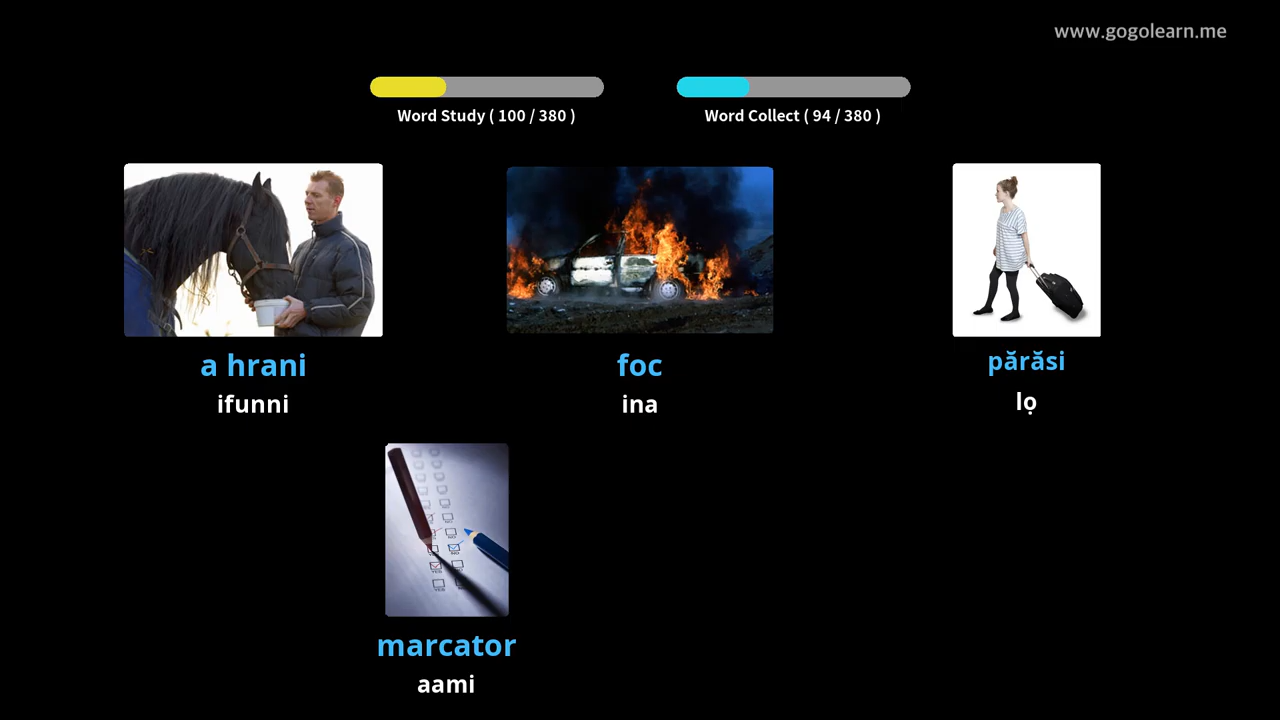 www.gogolearn.me
Word Study ( 100 / 380 )
Word Collect ( 94 / 380 )
a hrani
ifunni
foc
ina
părăsi
lọ
marcator
aami